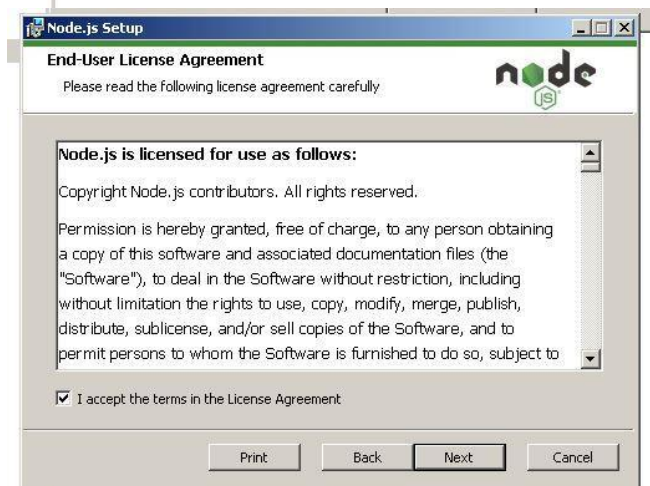 Node.js Setup
End-User License Agreement
Please read the following license agreement carefully
node
JS
Node.js is licensed for use as follows:
Copyright Node.js contributors. All rights reserved.
Permission is hereby granted, free of charge, to any person obtaining
a copy of this software and associated documentation files (the
"Software"), to deal in the Software without restriction, including
without limitation the rights to use, copy, modify, merge, publish,
distribute, sublicense, and/or sell copies of the Software, and to
permit persons to whom the Software is furnished to do so, subject to
I accept the terms in the License Agreement
Print
Back
Next
Cancel